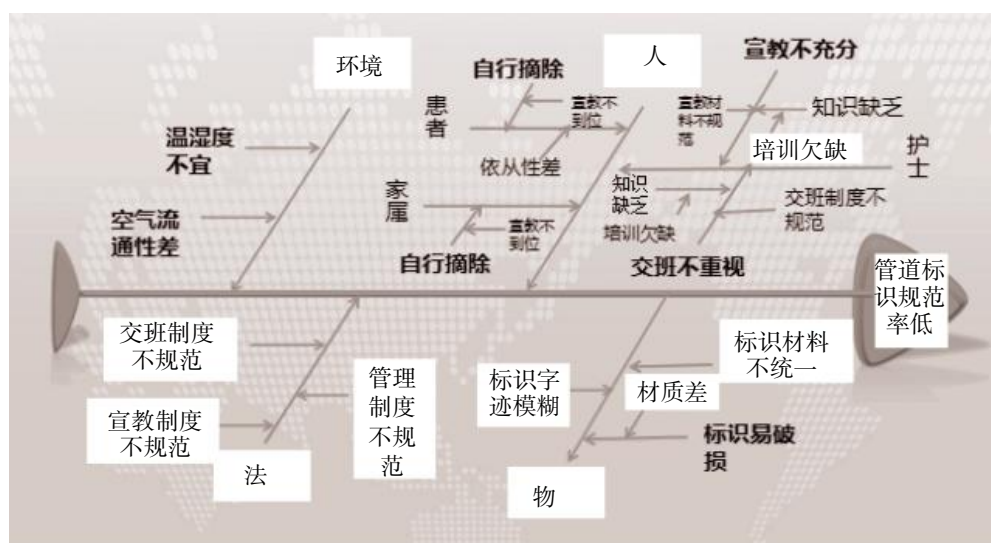 环境
人
自行摘除
宣教不充分
患者
宣教不
到位
宣教材
料不规
范
知识缺乏
温湿度
不宜
依从性差
培训欠缺
护士
家属
知识
缺乏
交班制度不
规范
空气流
通性差
宣教不
到位
培训欠缺
自行摘除
交班不重视
管道标
识规范
率低
交班制度
不规范
管理
制度
不规
范
标识字
迹模糊
标识材料
不统一
材质差
宣教制度
不规范
标识易破
损
法
物